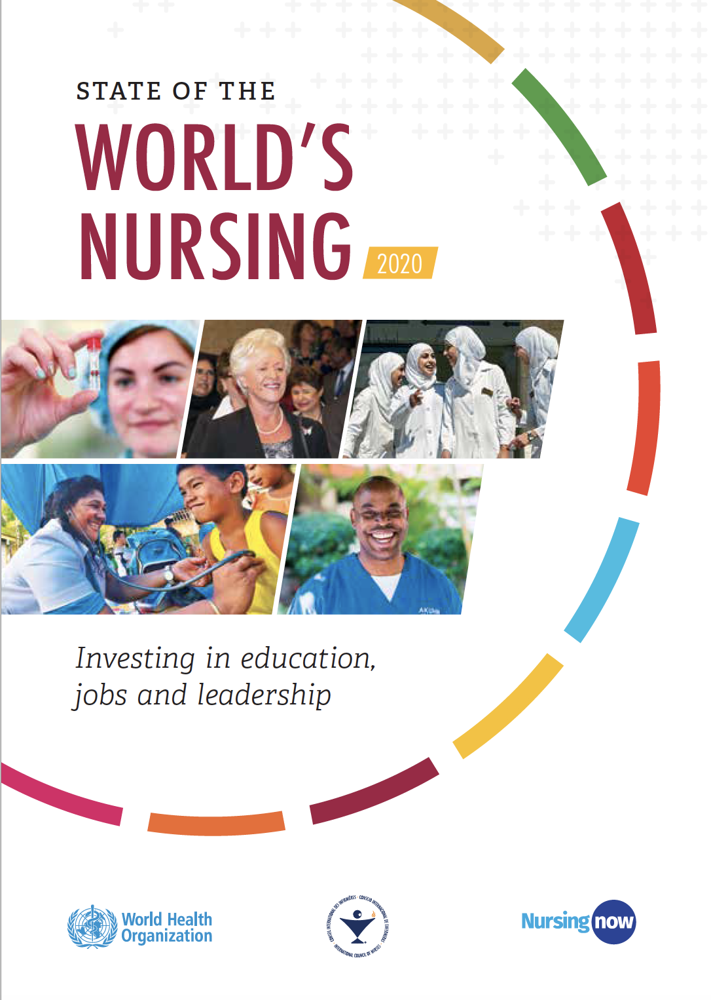 STATE OF THE
WORLD’S
NURSING
2020
Investing in education,
jobs and leadership
World Health
Organization
CONSEIL INTERNATIONAL DES INFIRMIÈRES · CONSEJO INTERNACIONAL DE ENFERMERAS · INTERNATIONAL COUNCIL OF NURSES ·
Nursing now